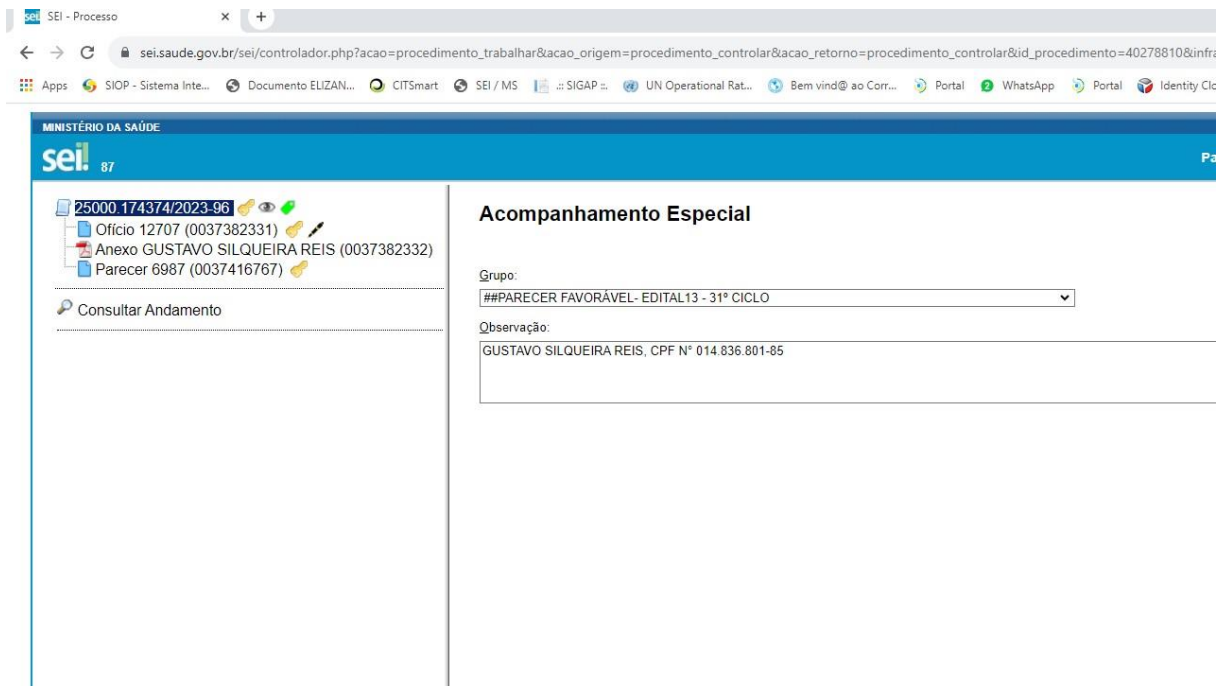 sei! SEI - Processo
sei.saude.gov.br/sei/controlador.php?acao=procedimento_trabalhar&acao_origem=procedimento_controlar&acao_retorno=procedimento_controlar&id_procedimento=40278810&infra
Apps SIOP - Sistema Inte... Documento ELIZAN... CITSmart SEI / MS .:: SIGAP ::. UN Operational Rat... Bem vind@ ao Corr... Portal WhatsApp Portal Identity Clo
MINISTÉRIO DA SAÚDE
sei! 87
Pa
25000.174374/2023-96
Ofício 12707 (0037382331)
Anexo GUSTAVO SILQUEIRA REIS (0037382332)
Parecer 6987 (0037416767)
Consultar Andamento
Acompanhamento Especial
Grupo:
##PARECER FAVORÁVEL- EDITAL13 - 31º CICLO
Observação:
GUSTAVO SILQUEIRA REIS, CPF N° 014.836.801-85